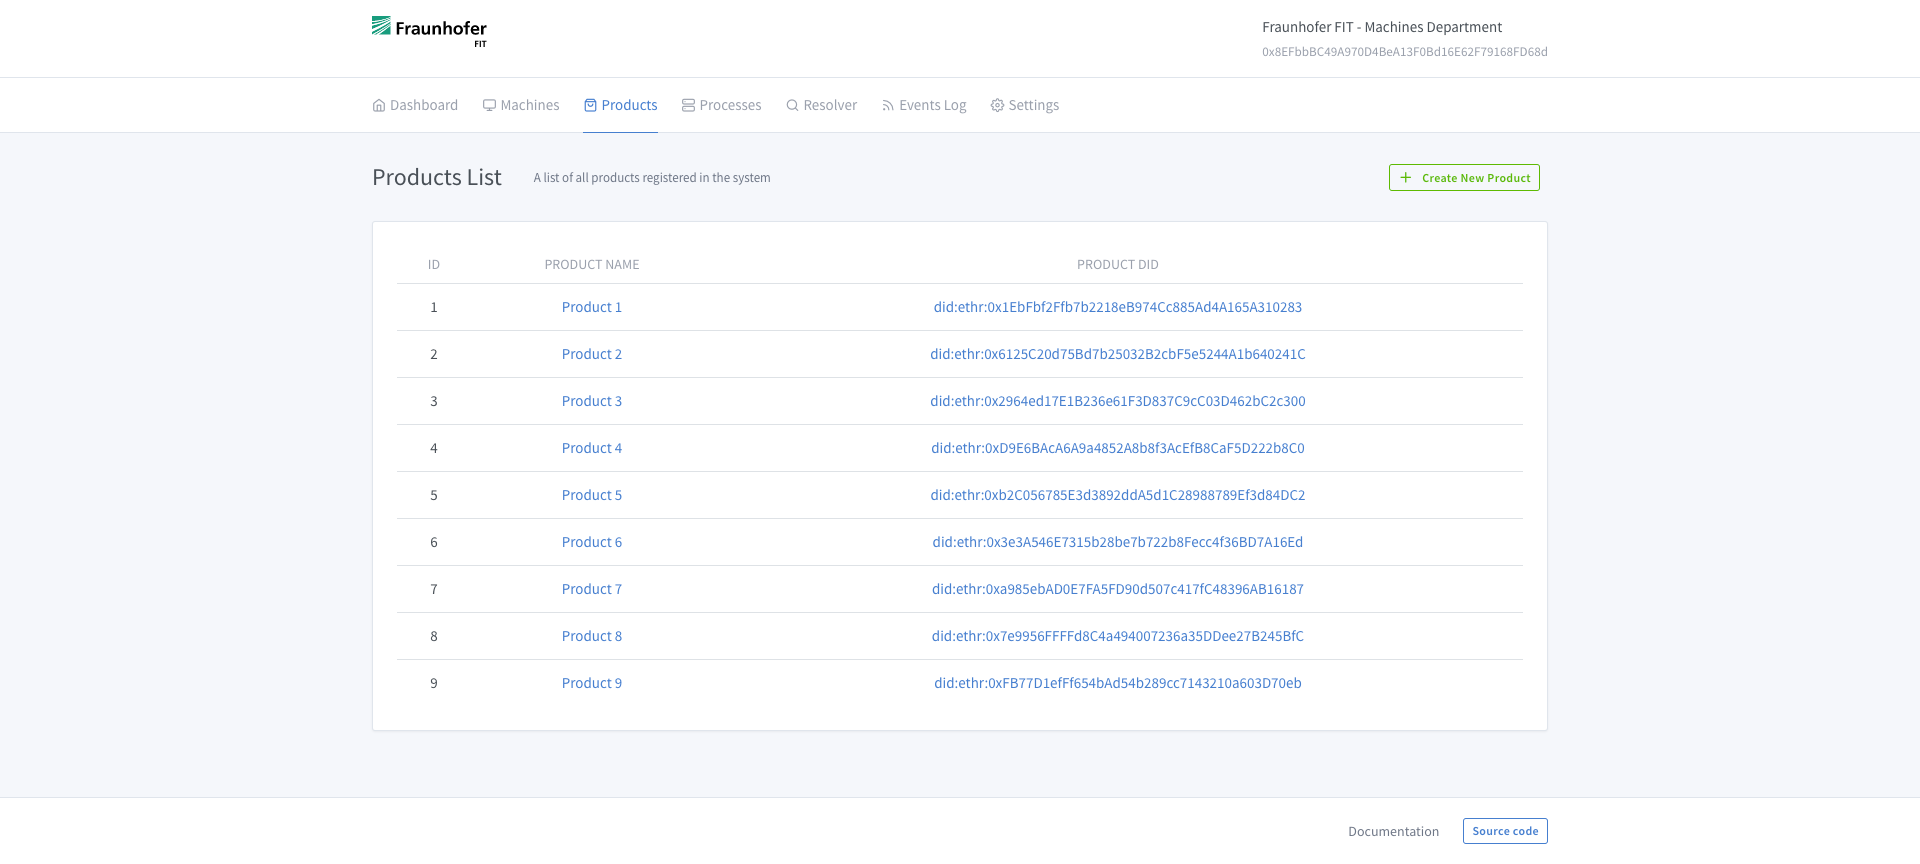 Fraunhofer
FIT
Fraunhofer FIT - Machines Department
0x8EFbbBC49A970D4BeA13F0Bd16E62F79168FD68d
Dashboard Machines Products Processes Resolver Events Log Settings
Products List A list of all products registered in the system
Create New Product
ID PRODUCT NAME PRODUCT DID
1 Product 1 did:ethr:0x1EbFbf2Ffb7b2218eB974Cc885Ad4A165A310283
2 Product 2 did:ethr:0x6125C20d75Bd7b25032B2cbF5e5244A1b640241C
3 Product 3 did:ethr:0x2964ed17E1B236e61F3D837C9cC03D462bC2c300
4 Product 4 did:ethr:0xD9E6BAcA6A9a4852A8b8f3AcEfB8CaF5D222b8C0
5 Product 5 did:ethr:0xb2C056785E3d3892ddA5d1C28988789Ef3d84DC2
6 Product 6 did:ethr:0x3e3A546E7315b28be7b722b8Fecc4f36BD7A16Ed
7 Product 7 did:ethr:0xa985ebAD0E7FA5FD90d507c417fC48396AB16187
8 Product 8 did:ethr:0x7e9956FFFFd8C4a494007236a35DDee27B245BfC
9 Product 9 did:ethr:0xFB77D1efFf654bAd54b289cc7143210a603D70eb
Documentation Source code